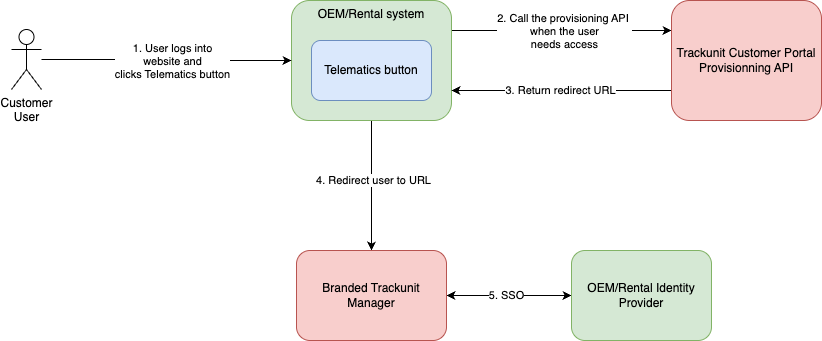 OEM/Rental system
Telematics button
1. User logs into
website and
clicks Telematics button
2. Call the provisioning API
when the user
needs access
Trackunit Customer Portal
Provisionning API
3. Return redirect URL
Customer
User
4. Redirect user to URL
Branded Trackunit
Manager
5. SSO
OEM/Rental Identity
Provider